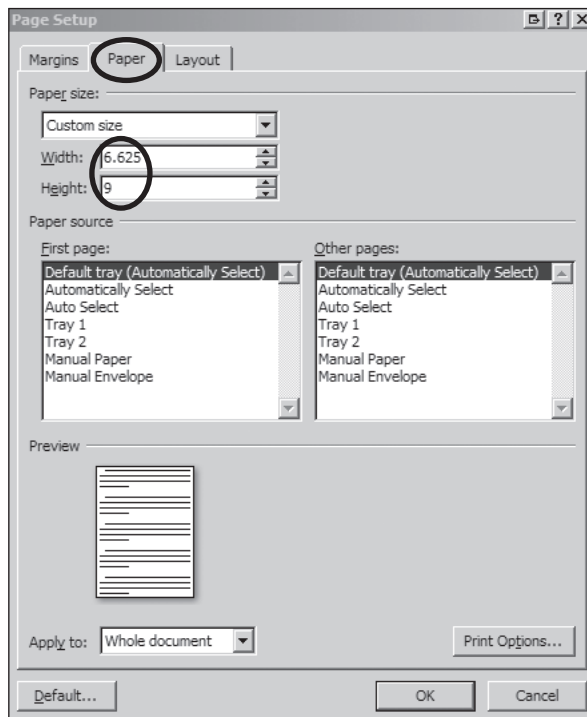 Page Setup
Margins Paper Layout
Paper size:
Custom size
Width: 6.625
Height: 9
Paper source
First page: Other pages:
Default tray (Automatically Select) Default tray (Automatically Select)
Automatically Select Automatically Select
Auto Select Auto Select
Tray 1 Tray 1
Tray 2 Tray 2
Manual Paper Manual Paper
Manual Envelope Manual Envelope
Preview
Apply to: Whole document Print Options...
Default... OK Cancel